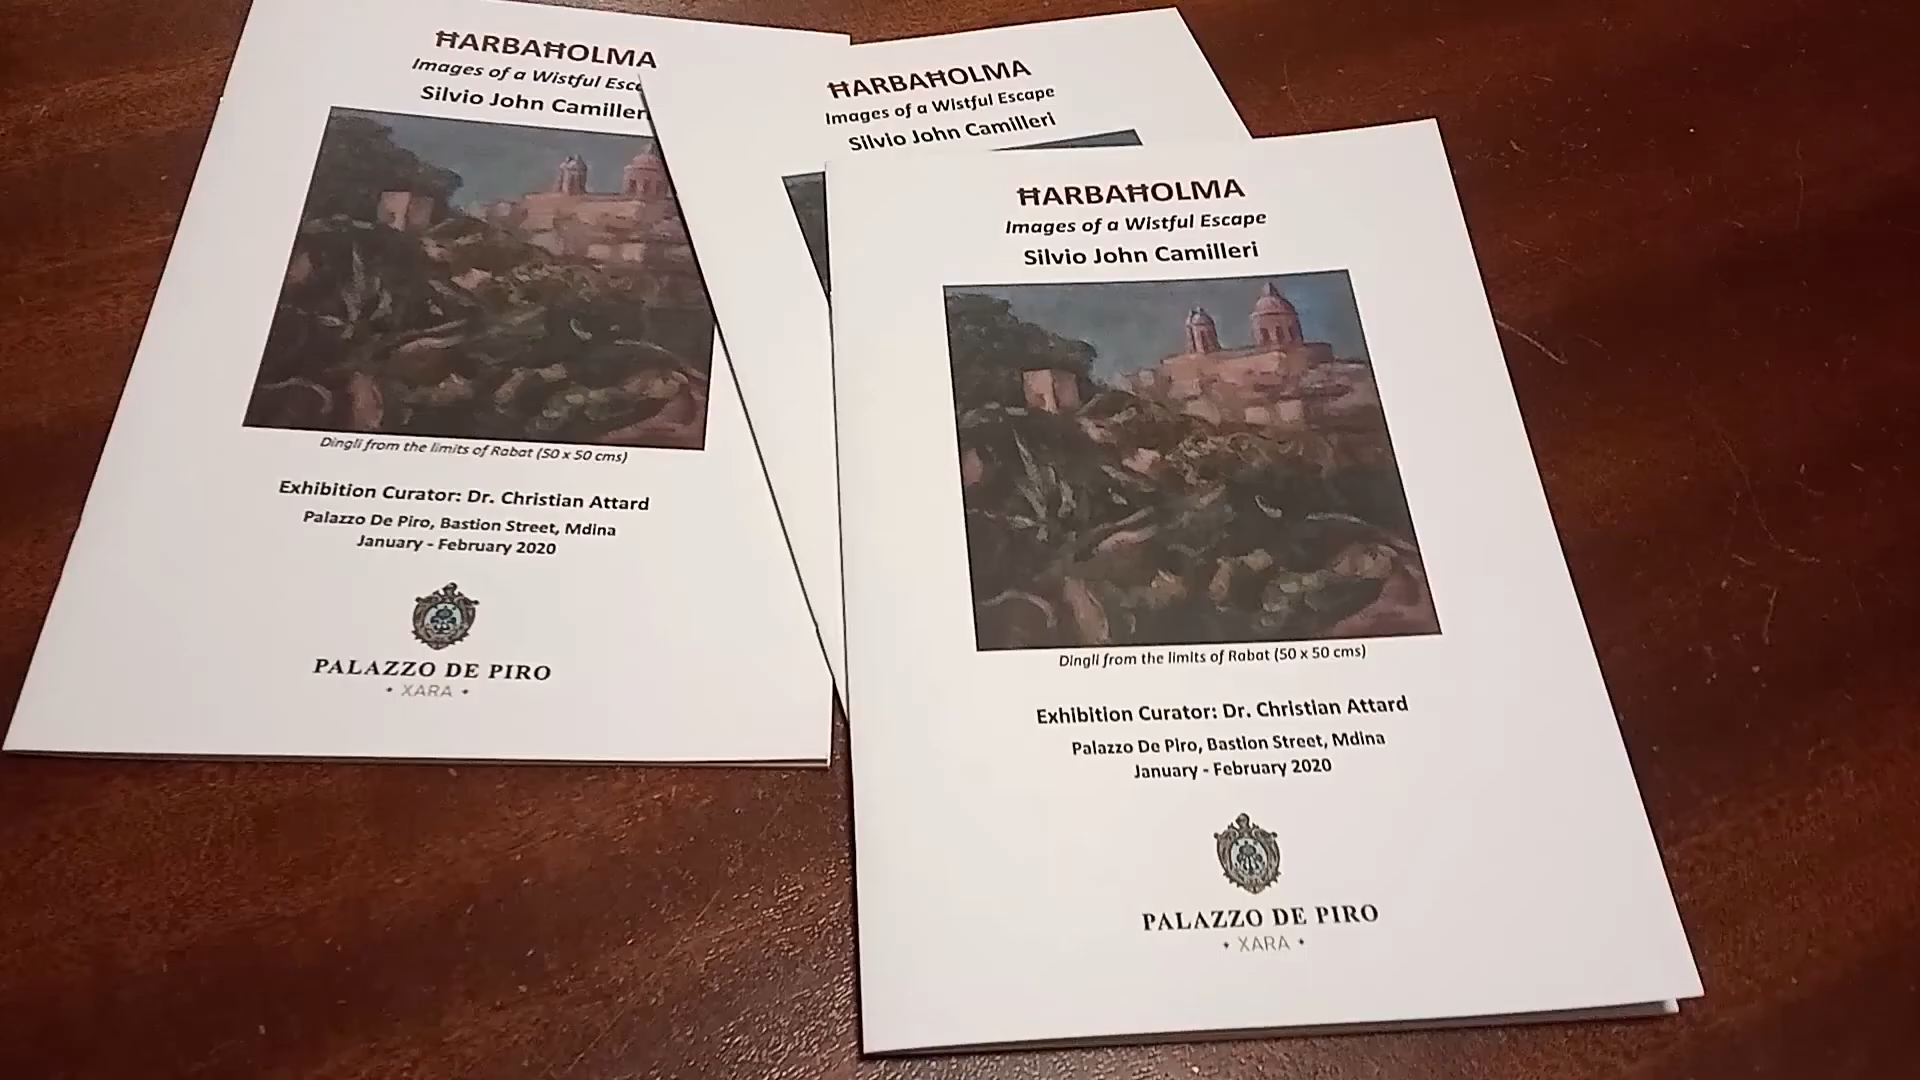 ĦARBAĦOLMA
Images of a Wistful
Silvio John Camilleri
Dingli from the limits of Rabat (50 x 50 cms)
Exhibition Curator: Dr. Christian Attard
Palazzo De Piro, Bastion Street, Mdina
January - February 2020
PALAZZO DE PIRO
• XARA •
ĦARBAĦOLMA
Images of a Wistful Escape
Silvio John Camilleri
ĦARBAĦOLMA
Images of a Wistful Escape
Silvio John Camilleri
Dingli from the limits of Rabat (50 x 50 cms)
Exhibition Curator: Dr. Christian Attard
Palazzo De Piro, Bastion Street, Mdina
January - February 2020
PALAZZO DE PIRO
• XARA •